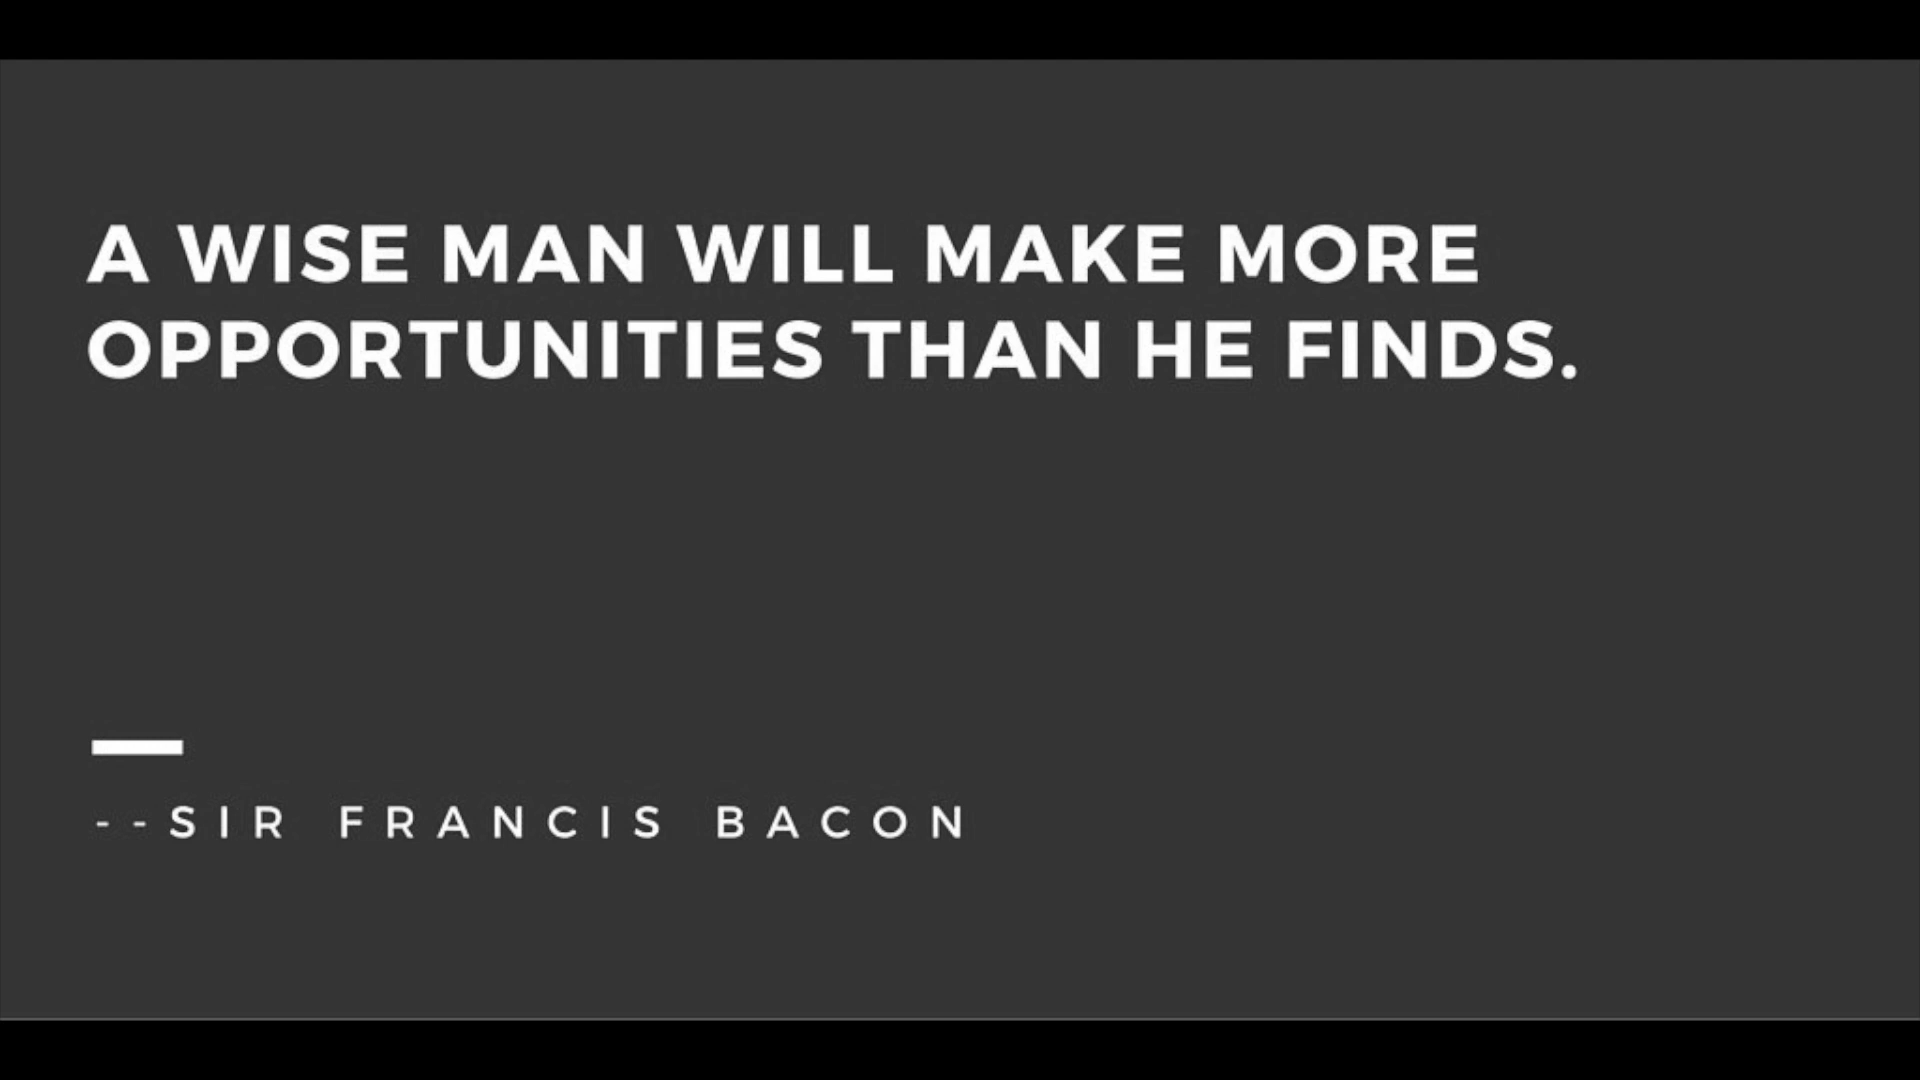 A WISE MAN WILL MAKE MORE
OPPORTUNITIES THAN HE FINDS.
--SIR FRANCIS BACON